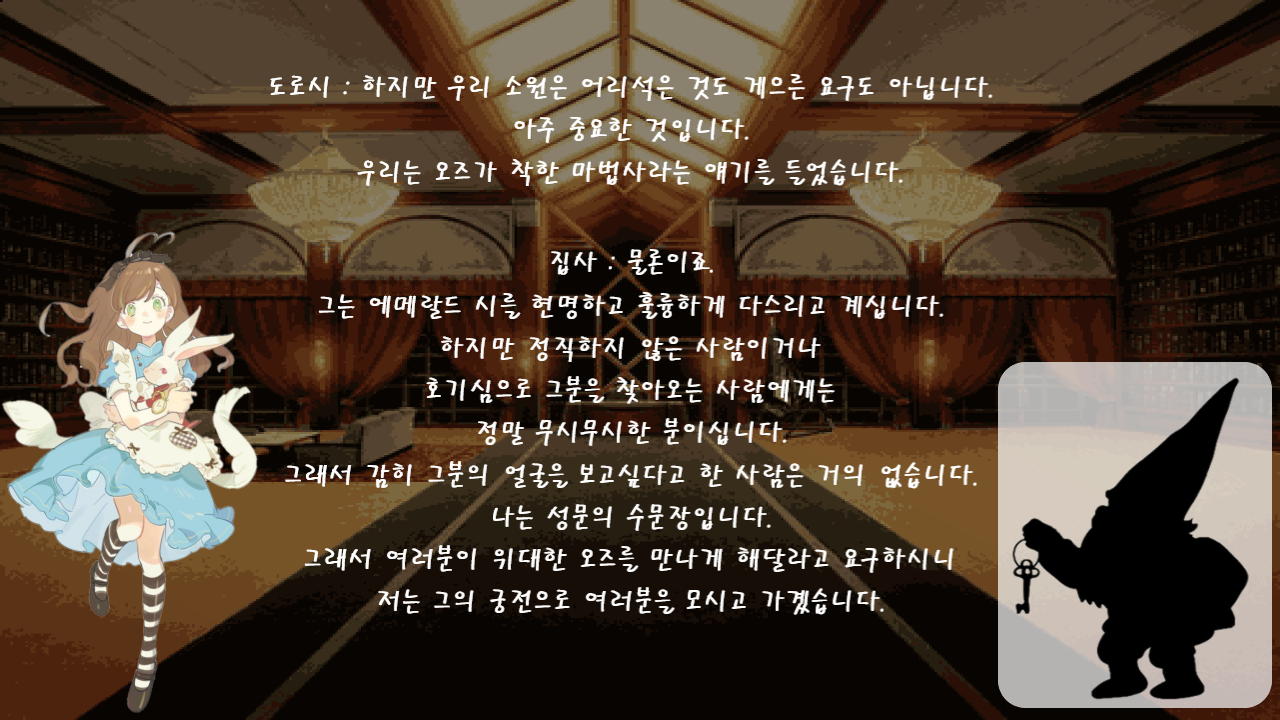 도로시 : 하지만 우리 소원은 어리석은 것도 게으른 요구도 아닙니다.
아주 중요한 것입니다.
우리는 오즈가 착한 마법사라는 얘기를 들었습니다.
집사 : 물론이죠.
그는 에메랄드 시를 현명하고 훌륭하게 다스리고 계십니다.
하지만 정직하지 않은 사람이거나
호기심으로 그분을 찾아오는 사람에게는
정말 무시무시한 분이십니다.
그래서 감히 그분의 얼굴을 보고싶다고 한 사람은 거의 없습니다.
나는 성문의 수문장입니다.
그래서 여러분이 위대한 오즈를 만나게 해달라고 요구하시니
저는 그의 궁전으로 여러분을 모시고 가겠습니다.